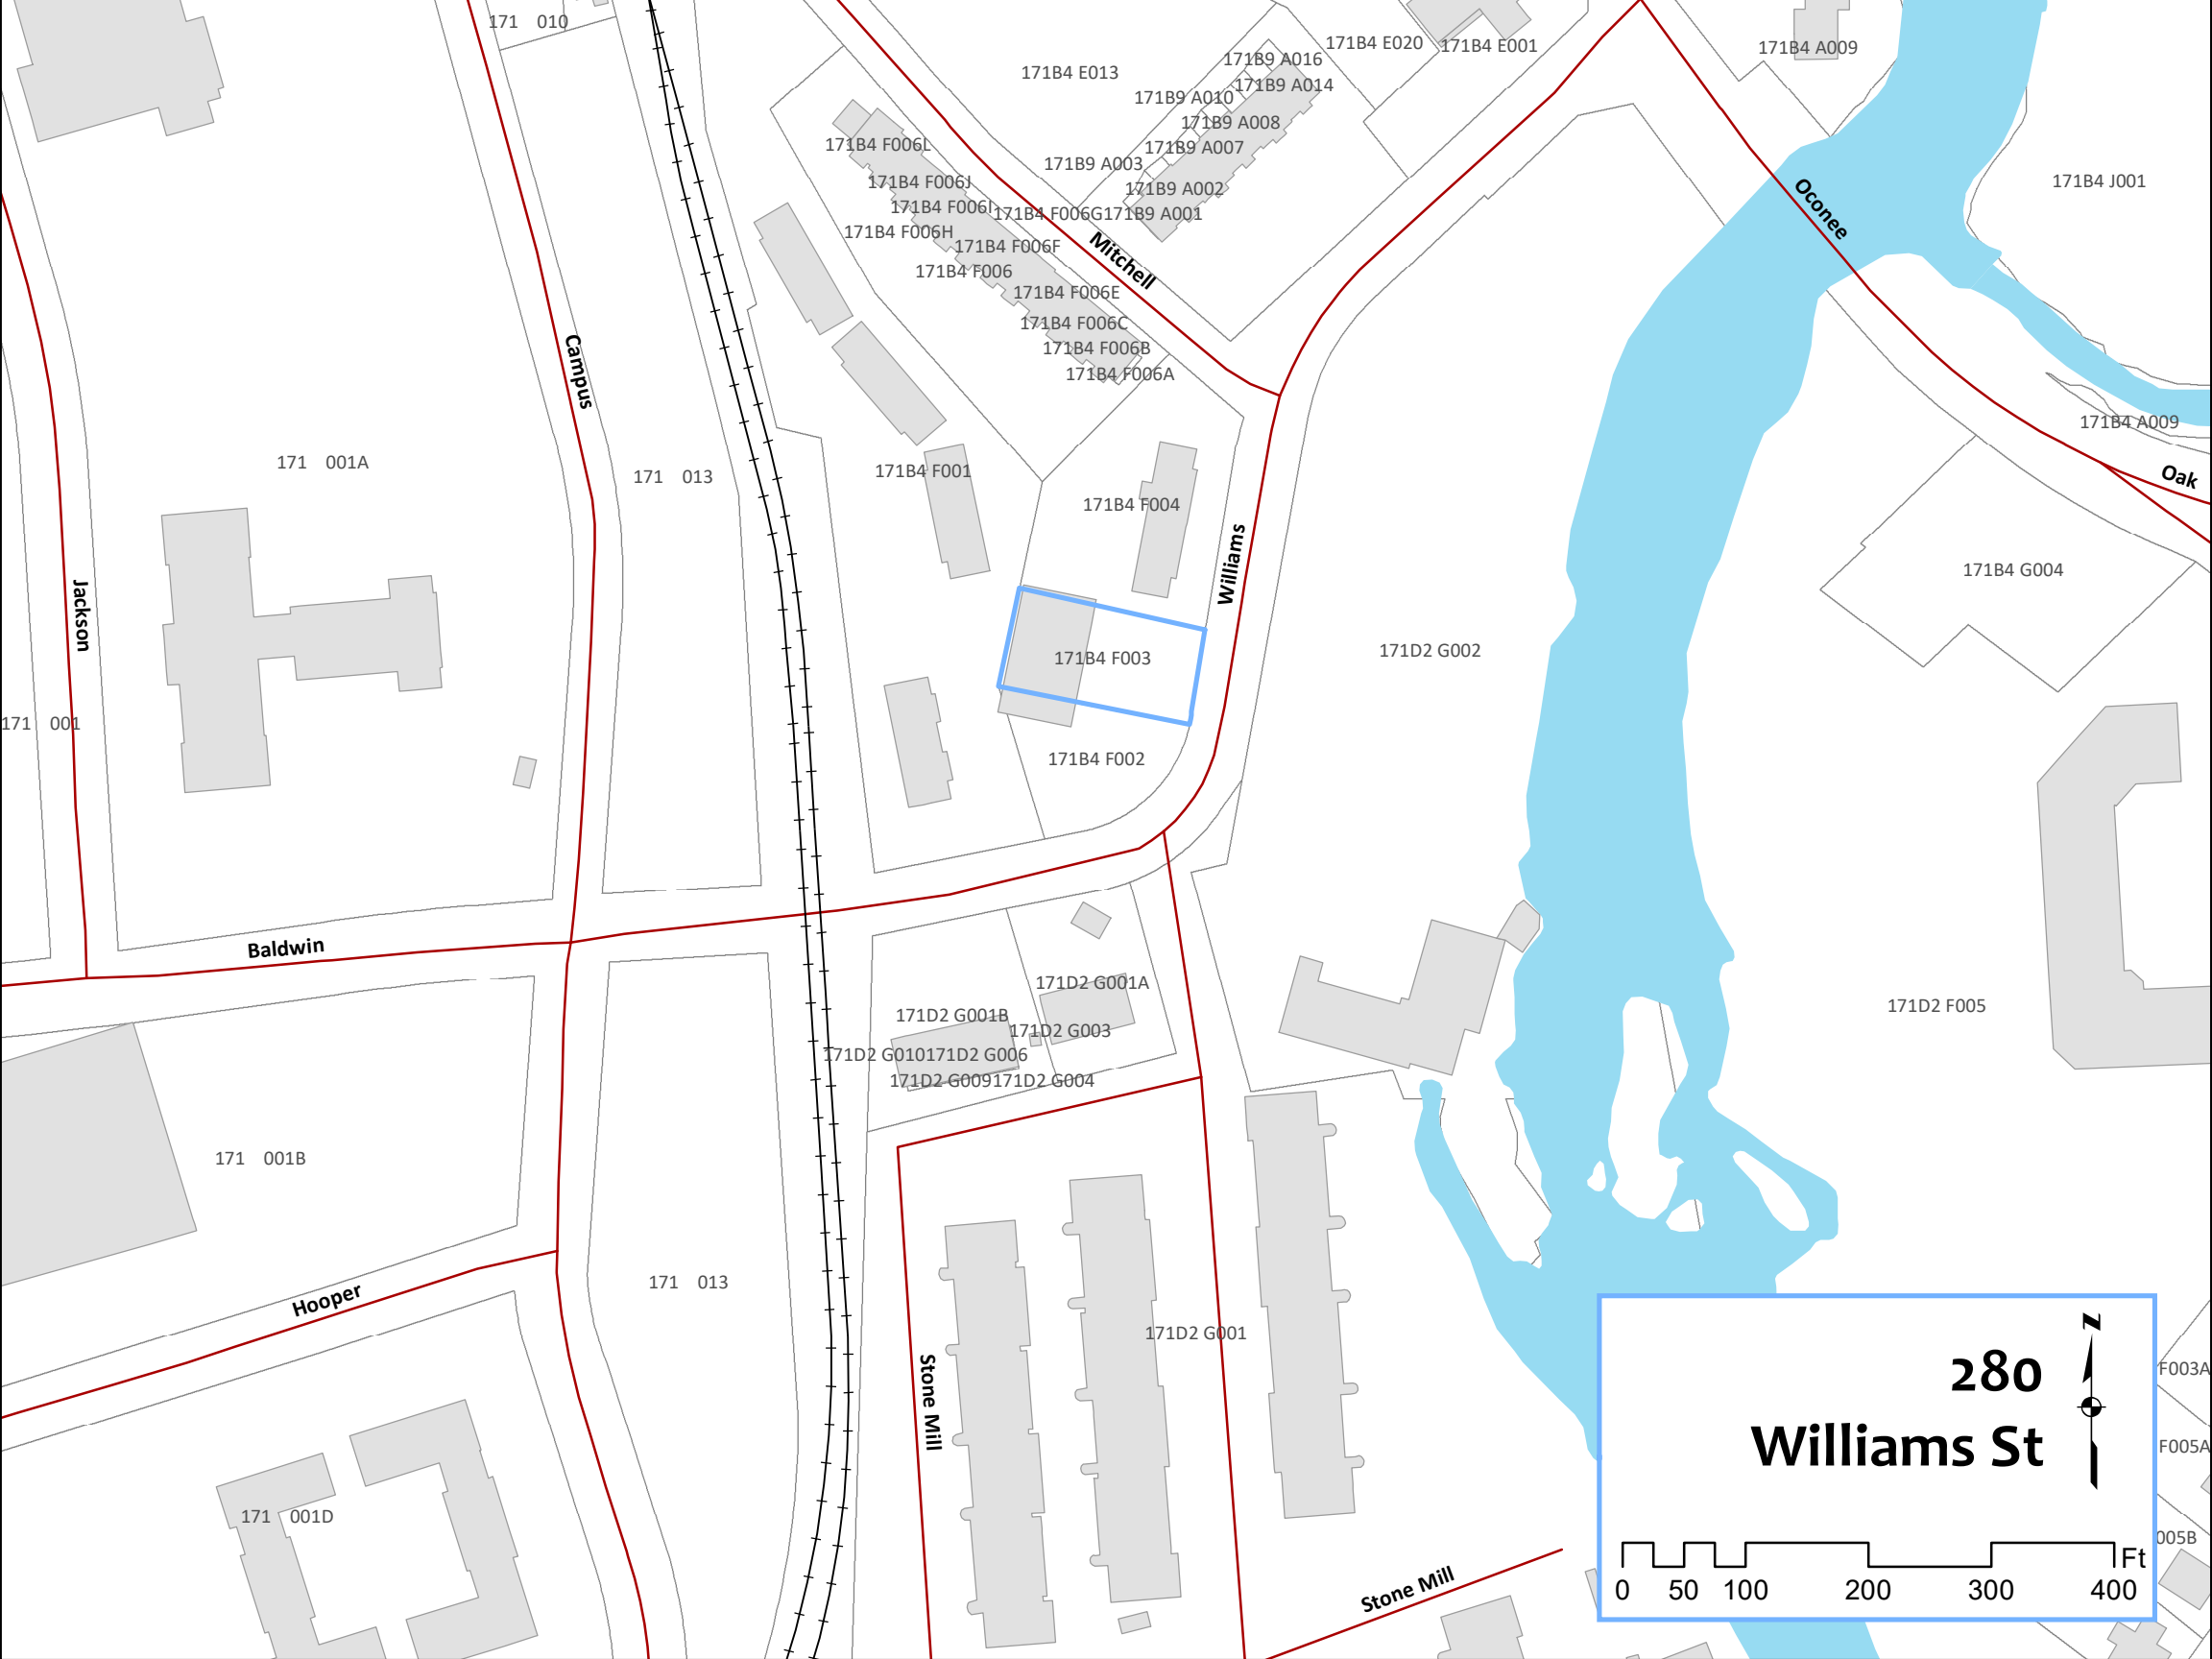 171 010
171B4 E020
171B4 E001
171B4 A009
171B9 A016
171B4 E013
171B9 A014
171B9 A010
171B9 A008
171B4 F006L
171B9 A007
171B9 A003
171B4 F006J
171B9 A002
171B4 J001
171B4 F006I
171B4 F006G
171B9 A001
Oconee
171B4 F006H
171B4 F006F
Mitchell
171B4 F006
171B4 F006E
171B4 F006C
171B4 F006B
Campus
171B4 F006A
171B4 A009
171 001A
171 013
171B4 F001
Oak
171B4 F004
Williams
171B4 G004
Jackson
171B4 F003
171D2 G002
171 001
171B4 F002
Baldwin
171D2 G001A
171D2 F005
171D2 G001B
171D2 G003
171D2 G010
171D2 G006
171D2 G009
171D2 G004
171 001B
171 013
Hooper
171D2 G001
Stone Mill
280
Williams St
N
F003A
F005A
171 001D
005B
Stone Mill
Ft
0 50 100 200 300 400